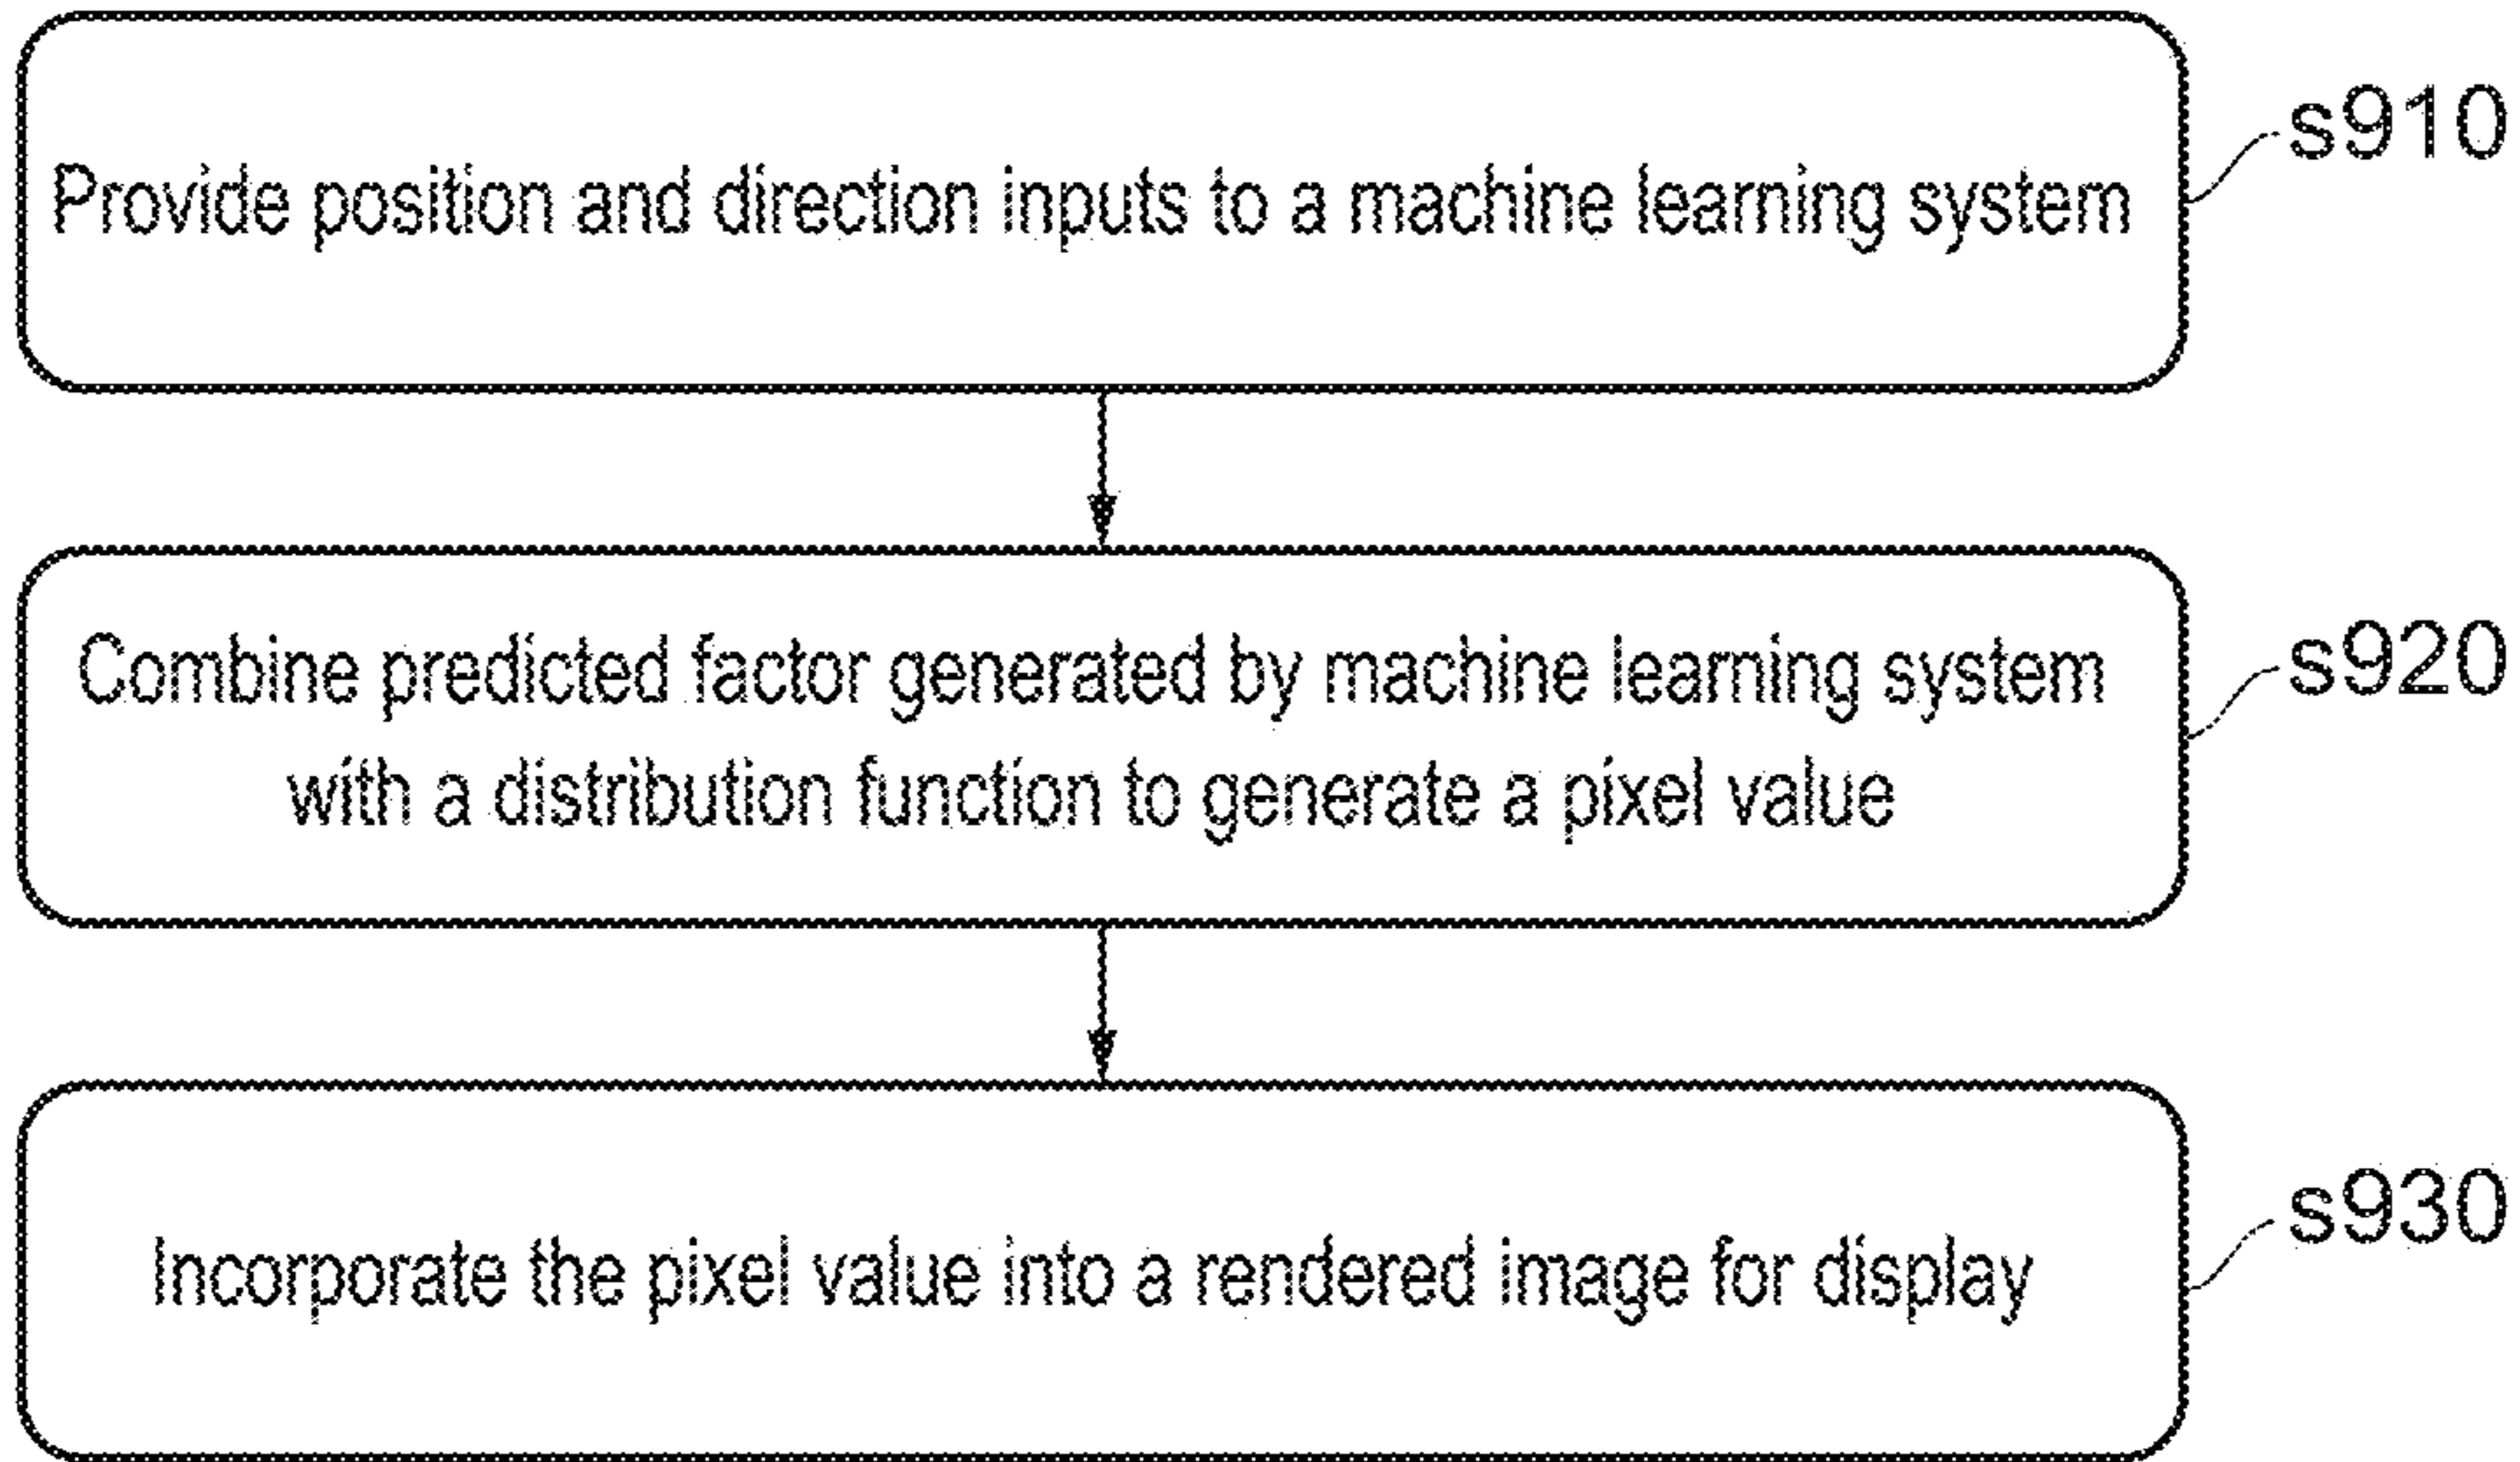 Provide position and direction inputs to a machine learning system
s910
Combine predicted factor generated by machine learning system
with a distribution function to generate a pixel value
s920
Incorporate the pixel value into a rendered image for display
s930